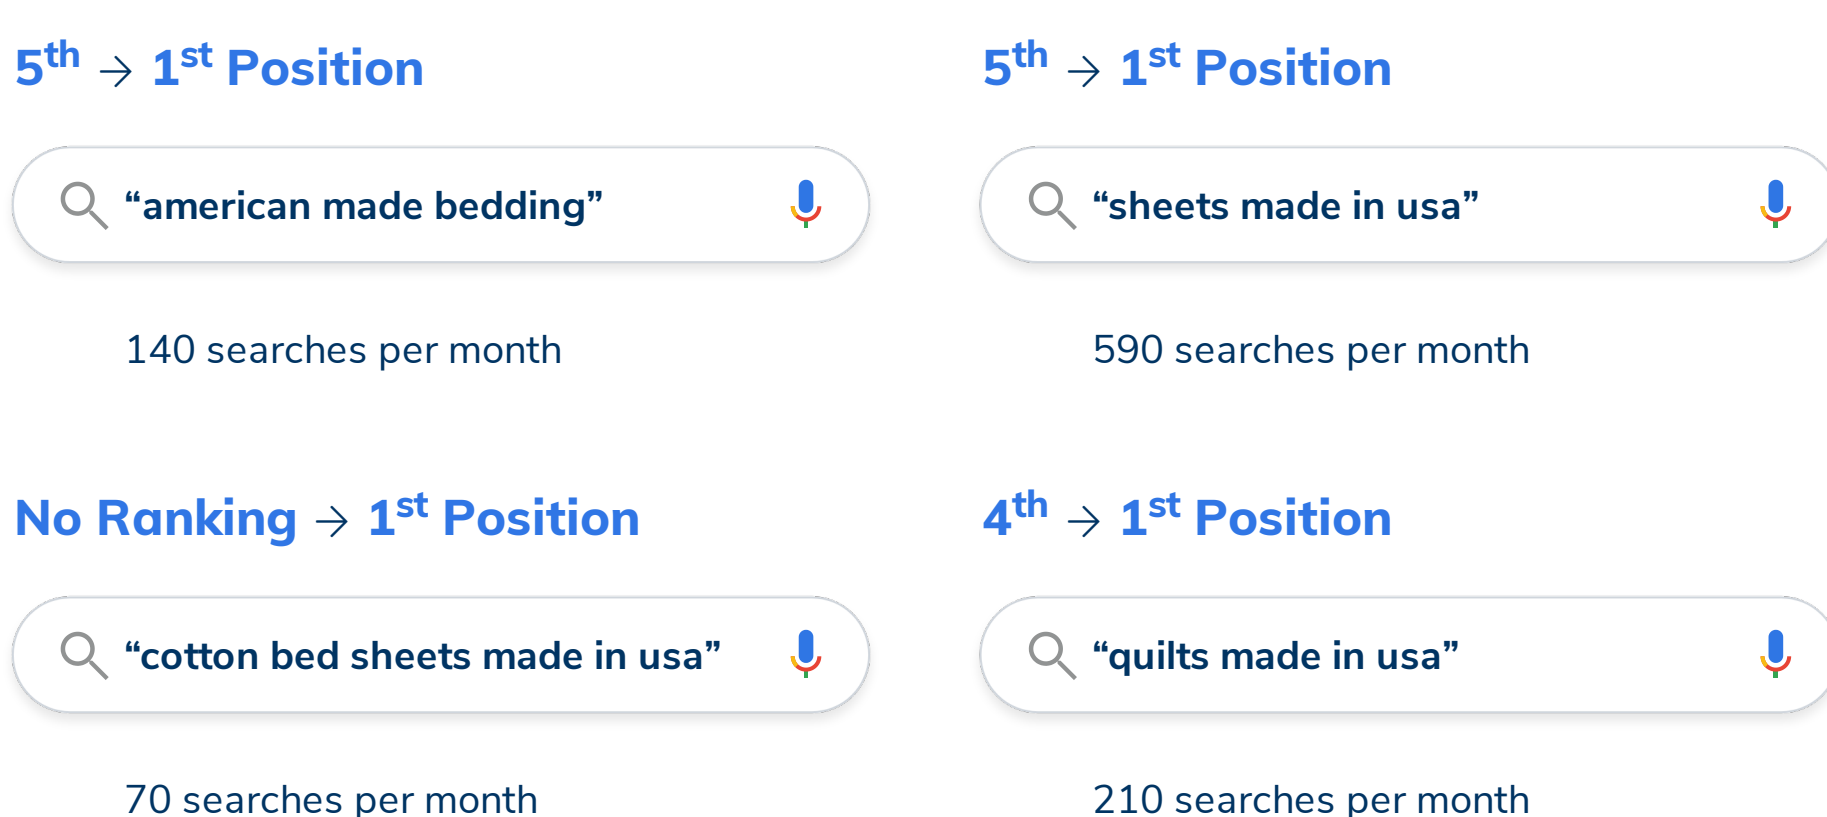 5th → 1st Position
“american made bedding”
140 searches per month
5th → 1st Position
“sheets made in usa”
590 searches per month
No Ranking → 1st Position
“cotton bed sheets made in usa”
70 searches per month
4th → 1st Position
“quilts made in usa”
210 searches per month